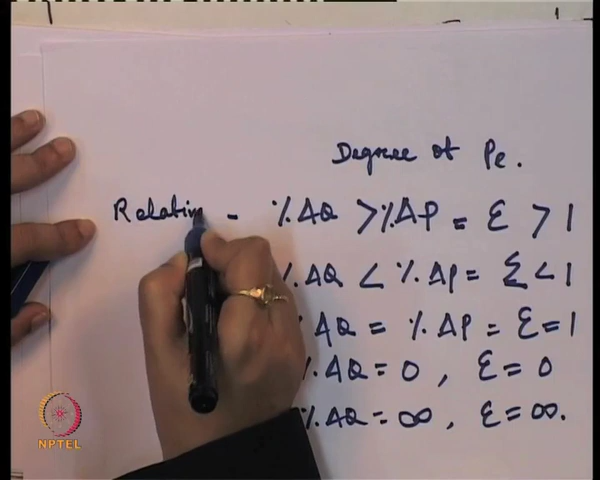 Degree of Pe.
Relativ - %ΔQ > %ΔP = Ɛ > 1
%ΔQ < %ΔP = Ɛ < 1
%ΔQ = %ΔP = Ɛ = 1
%ΔQ = 0, Ɛ = 0
%ΔQ = ∞, Ɛ = ∞.
NPTEL